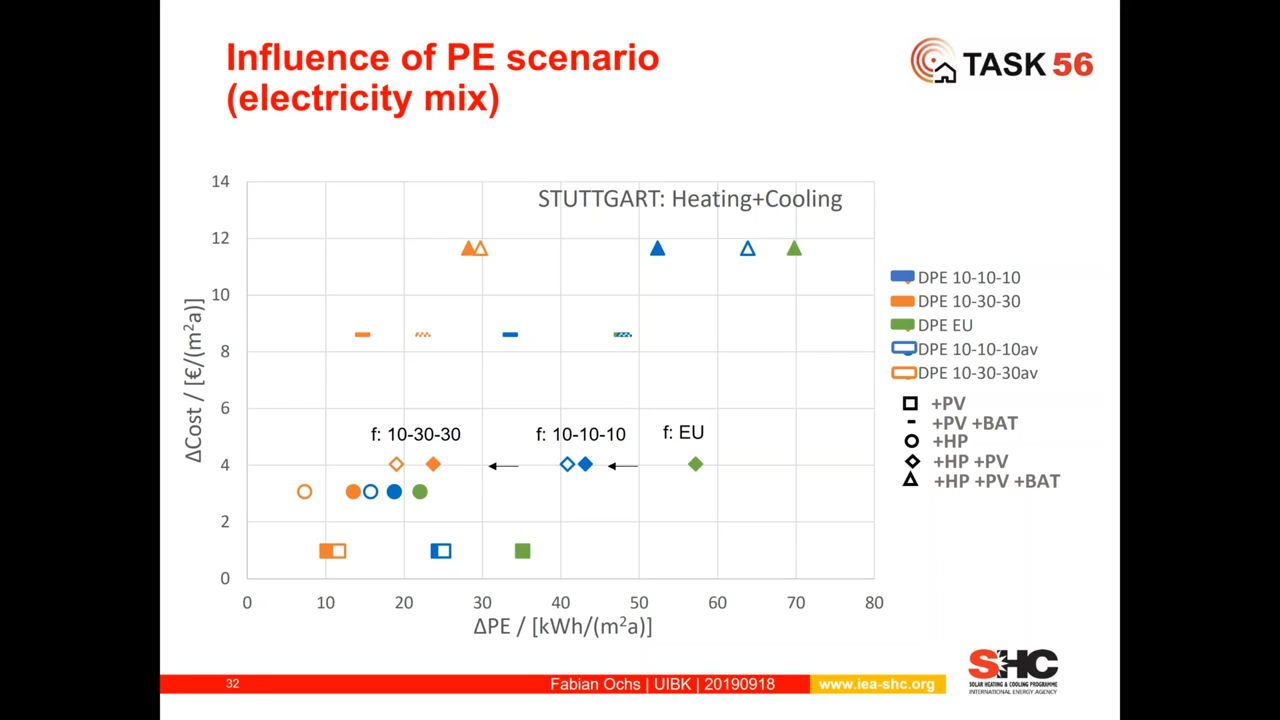 Influence of PE scenario
(electricity mix)
TASK 56
STUTTGART: Heating+Cooling
14
12
10
8
6
4
2
0
ΔCost / [€/(m²a)]
f: 10-30-30
f: 10-10-10
f: EU
0 10 20 30 40 50 60 70 80
ΔPE / [kWh/(m²a)]
DPE 10-10-10
DPE 10-30-30
DPE EU
DPE 10-10-10av
DPE 10-30-30av
+PV
+PV +BAT
+HP
+HP +PV
+HP +PV +BAT
32
Fabian Ochs | UIBK | 20190918
www.iea-shc.org
SHC
SOLAR HEATING & COOLING PROGRAMME
INTERNATIONAL ENERGY AGENCY